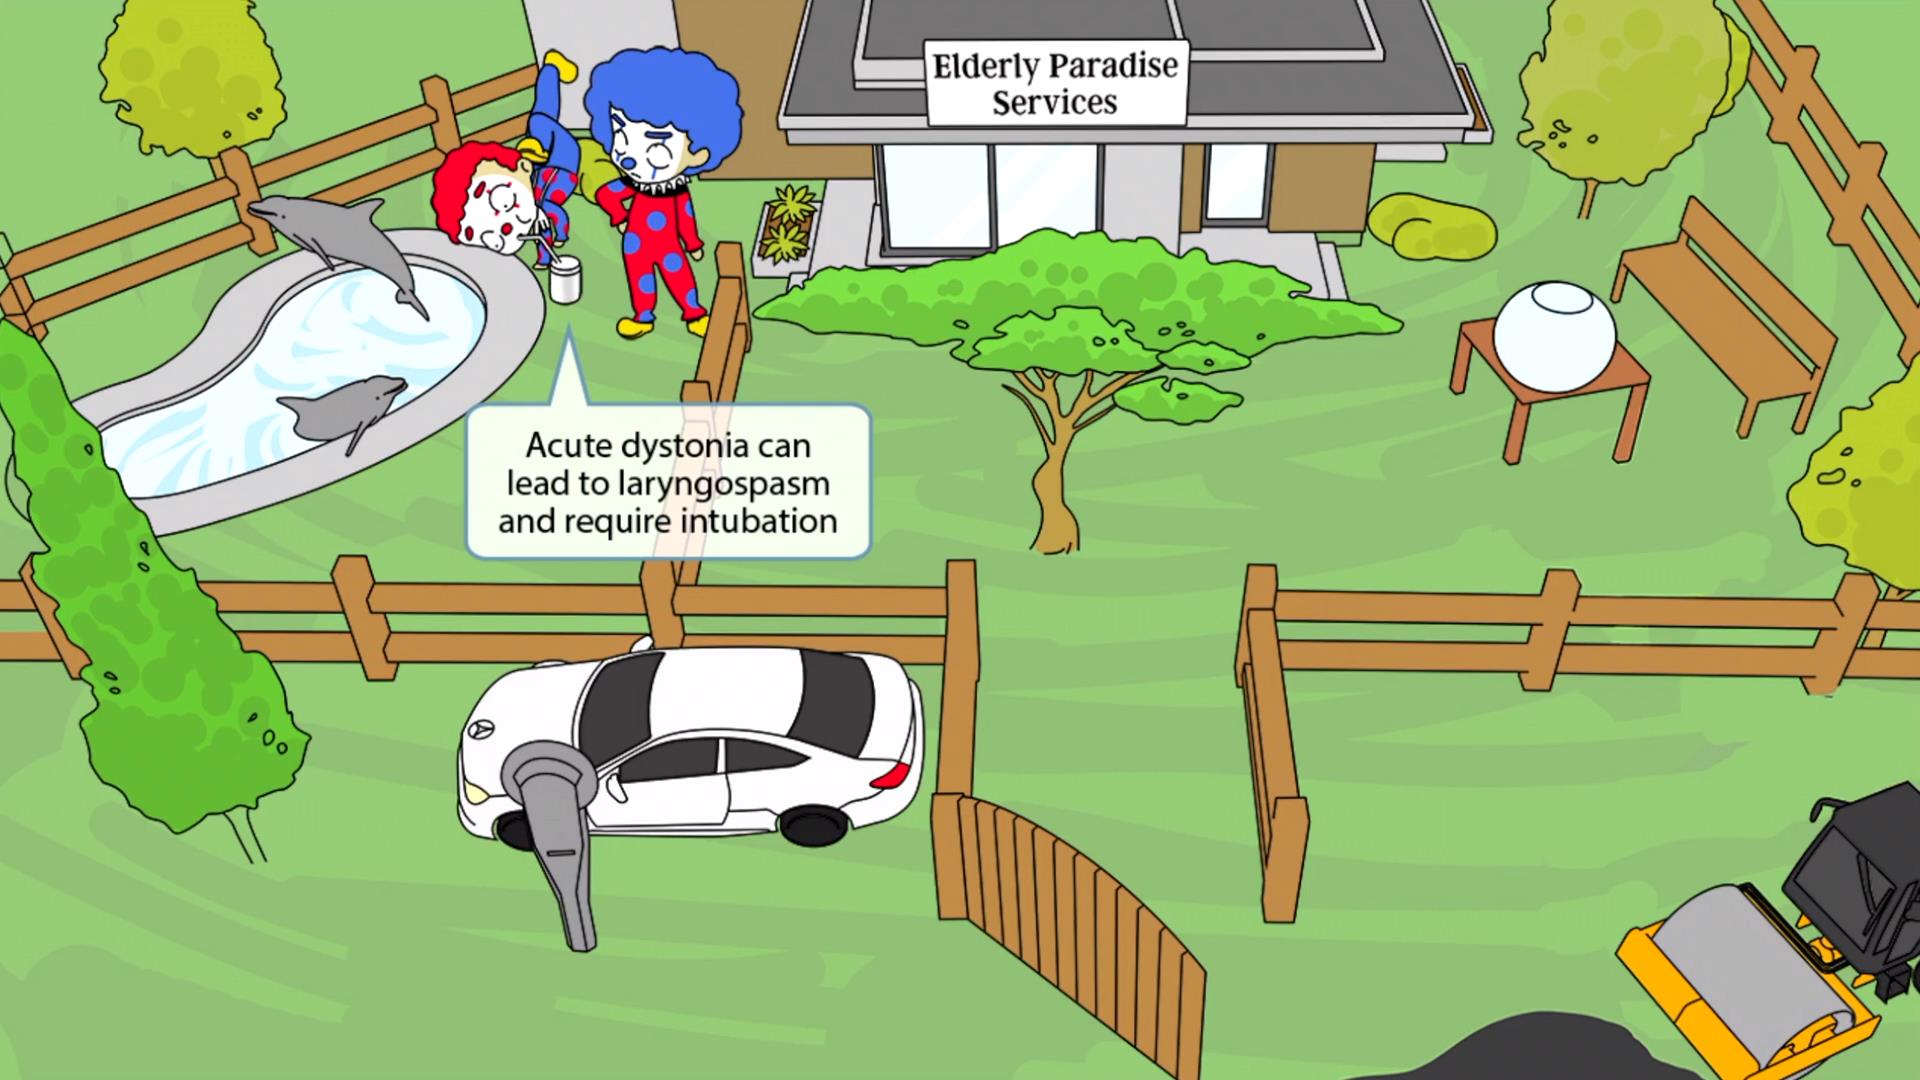 Elderly Paradise
Services
Acute dystonia can
lead to laryngospasm
and require intubation